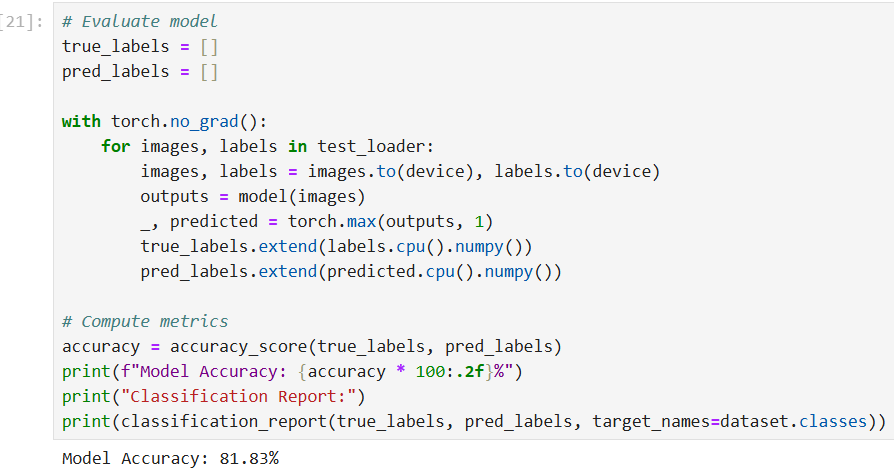 [21]:
# Evaluate model
true_labels = []
pred_labels = []
with torch.no_grad():
    for images, labels in test_loader:
        images, labels = images.to(device), labels.to(device)
        outputs = model(images)
        _, predicted = torch.max(outputs, 1)
        true_labels.extend(labels.cpu().numpy())
        pred_labels.extend(predicted.cpu().numpy())
# Compute metrics
accuracy = accuracy_score(true_labels, pred_labels)
print(f"Model Accuracy: {accuracy * 100:.2f}%")
print("Classification Report:")
print(classification_report(true_labels, pred_labels, target_names=dataset.classes))
Model Accuracy: 81.83%